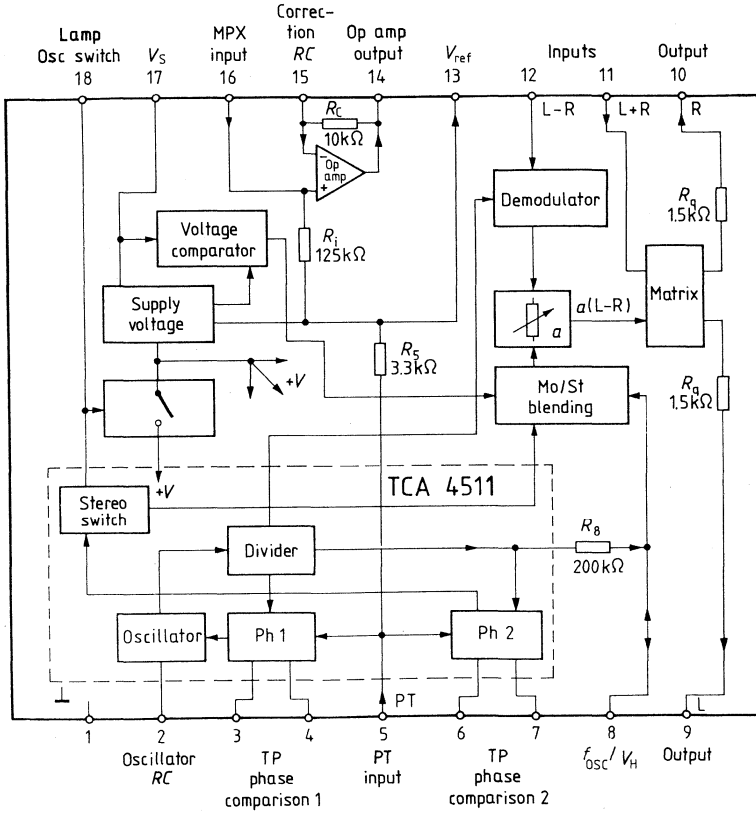 Lamp
Osc switch
18
V_S
17
MPX
input
16
Correc-
tion
RC
15
Op amp
output
14
V_ref
13
Inputs
12
11
Output
10
L−R
L+R
R
R_C
10kΩ
−
Op
amp
+
Demodulator
R_q
1.5kΩ
Voltage
comparator
R_i
125kΩ
Matrix
a(L−R)
a
Supply
voltage
R_5
3.3kΩ
+V
Mo/St
blending
R_q
1.5kΩ
+V
TCA 4511
Stereo
switch
Divider
R_8
200kΩ
Oscillator
Ph 1
Ph 2
PT
L
1
2
3
4
5
6
7
8
9
Oscillator
RC
TP
phase
comparison 1
PT
input
TP
phase
comparison 2
f_OSC/V_H
Output